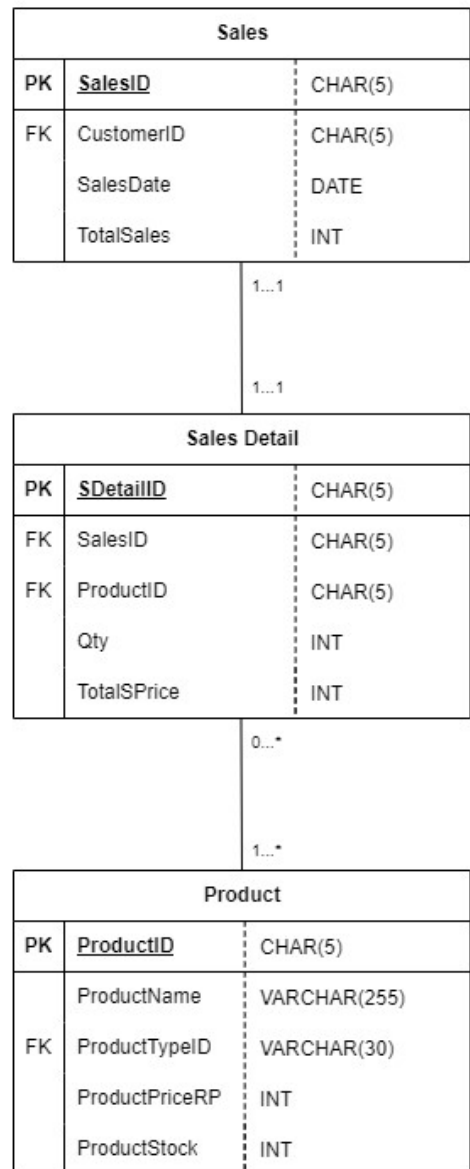 Sales
PK SalesID CHAR(5)
FK CustomerID CHAR(5)
SalesDate DATE
TotalSales INT
1...1
1...1
Sales Detail
PK SDetailID CHAR(5)
FK SalesID CHAR(5)
FK ProductID CHAR(5)
Qty INT
TotalSPrice INT
0...*
1...*
Product
PK ProductID CHAR(5)
ProductName VARCHAR(255)
FK ProductTypeID VARCHAR(30)
ProductPriceRP INT
ProductStock INT